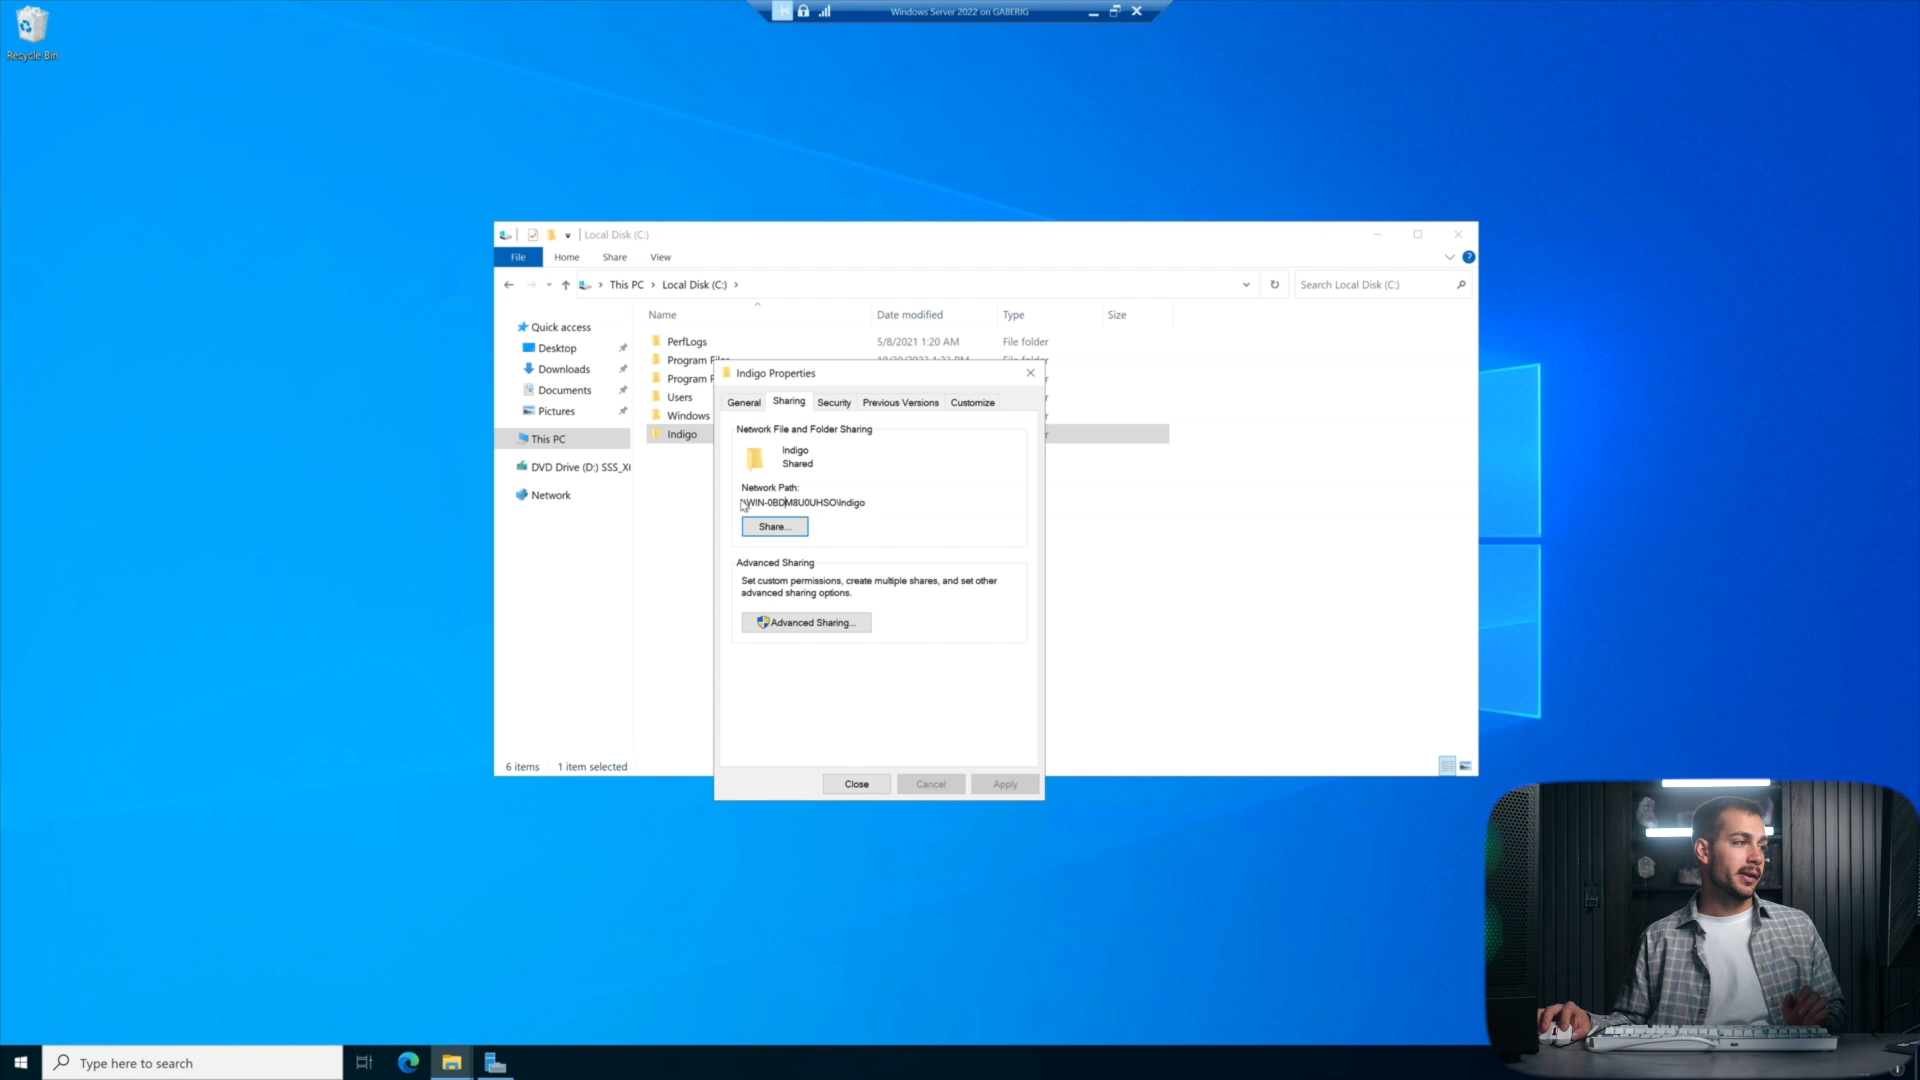 Windows Server 2022 on GABERIG
Recycle Bin
Local Disk (C:)
File Home Share View
This PC Local Disk (C:)
Search Local Disk (C:)
Name Date modified Type Size
Quick access
Desktop
Downloads
Documents
Pictures
This PC
DVD Drive (D:) SSS_X
Network
PerfLogs 5/8/2021 1:20 AM File folder
Program Files
Program F
Users
Windows
Indigo
Indigo Properties
General Sharing Security Previous Versions Customize
Network File and Folder Sharing
Indigo
Shared
Network Path:
\\WIN-0BDM8U0UHSO\Indigo
Share...
Advanced Sharing
Set custom permissions, create multiple shares, and set other
advanced sharing options.
Advanced Sharing...
Close Cancel Apply
6 items 1 item selected
Type here to search